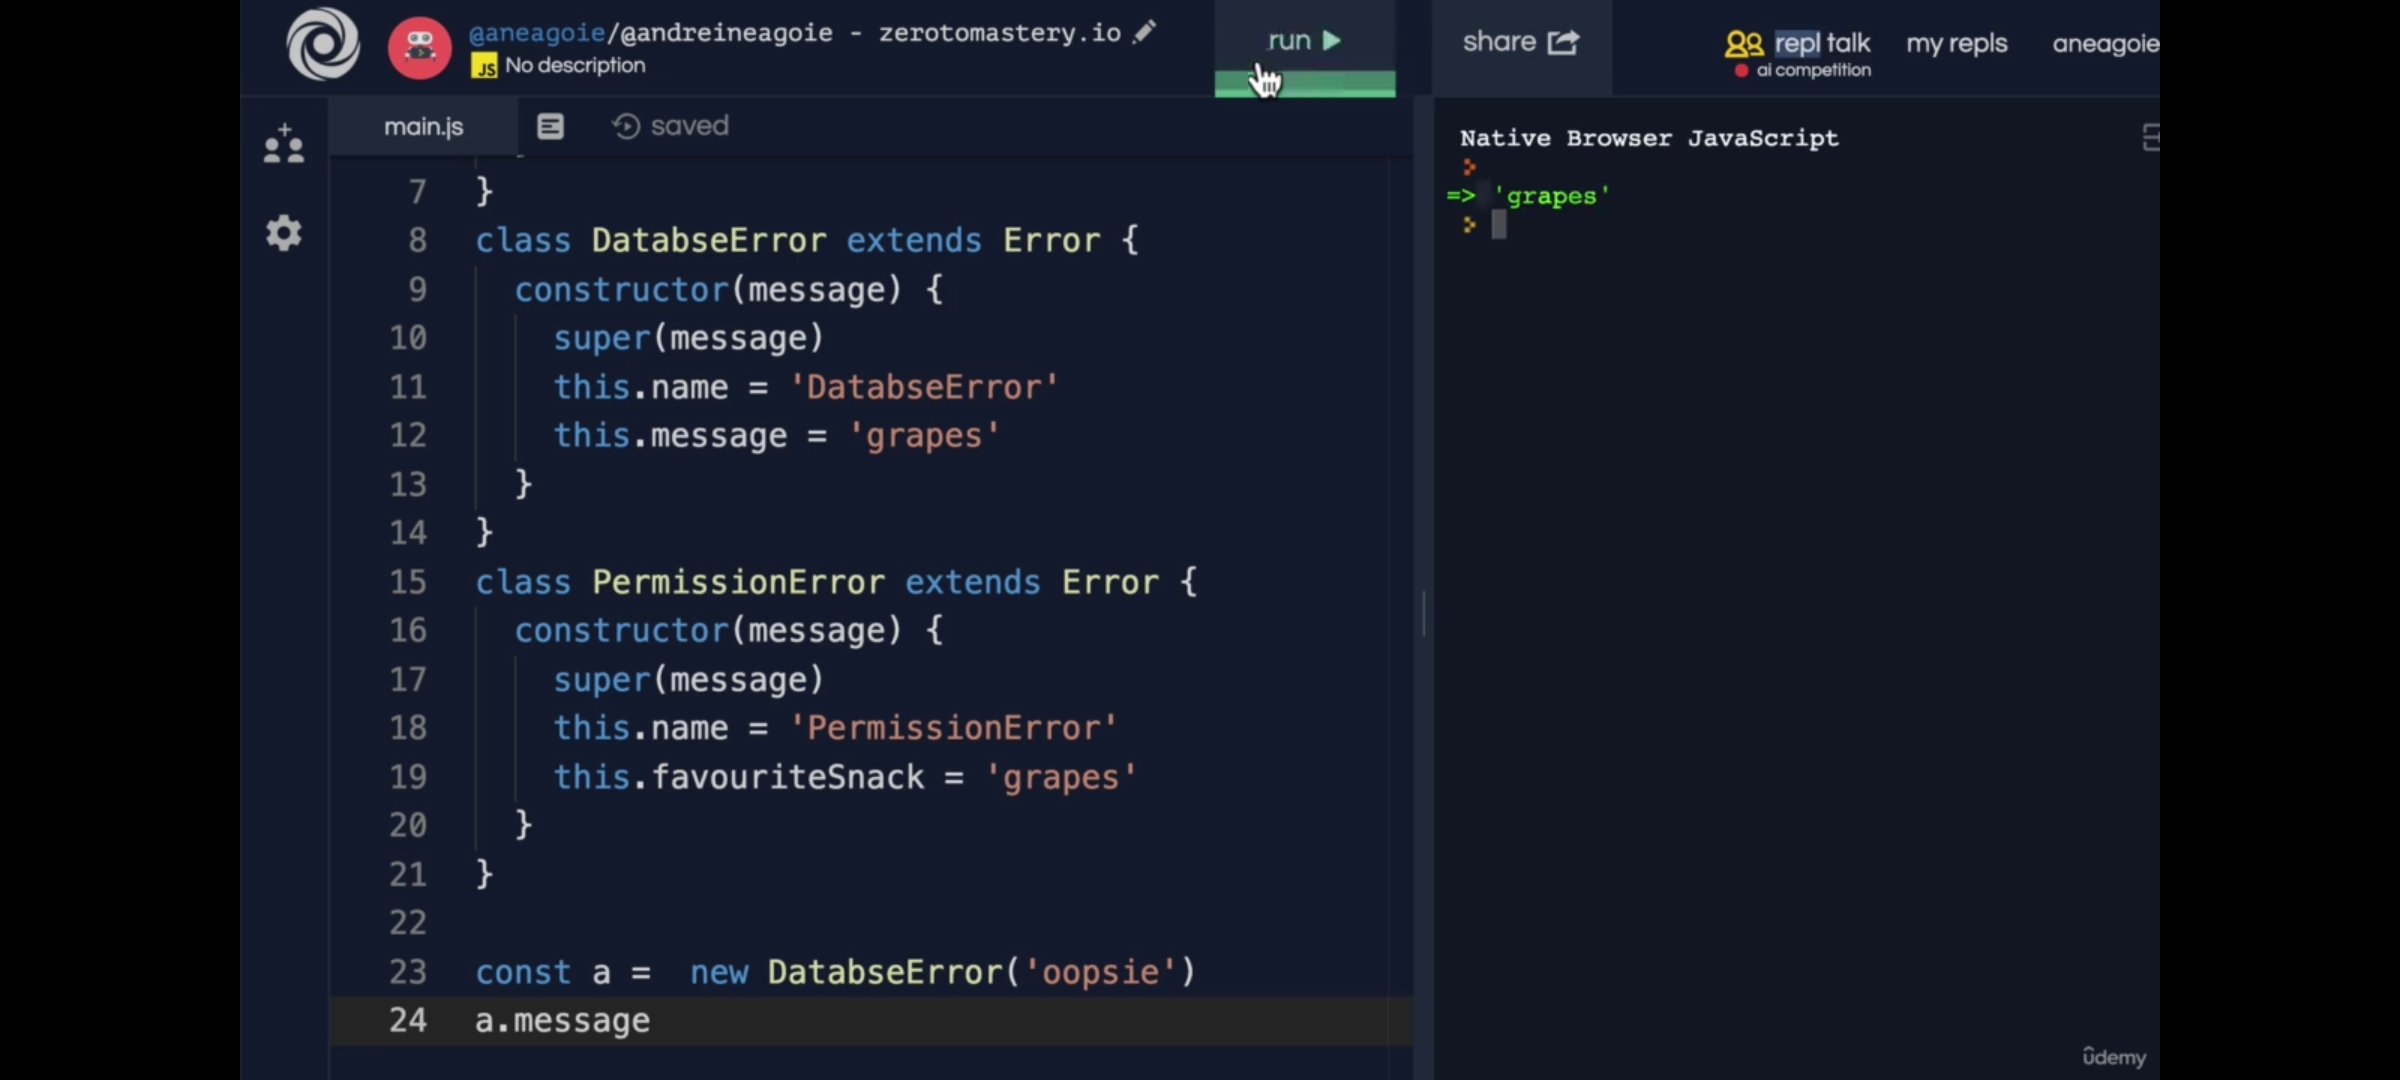 @aneagoie/@andreineagoie - zerotomastery.io
JS No description
run
share
repl talk
ai competition
my repls
aneagoie
main.js
saved
7 }
8 class DatabseError extends Error {
9 constructor(message) {
10 super(message)
11 this.name = 'DatabseError'
12 this.message = 'grapes'
13 }
14 }
15 class PermissionError extends Error {
16 constructor(message) {
17 super(message)
18 this.name = 'PermissionError'
19 this.favouriteSnack = 'grapes'
20 }
21 }
22
23 const a =  new DatabseError('oopsie')
24 a.message
Native Browser JavaScript
>
=> 'grapes'
>
ûdemy